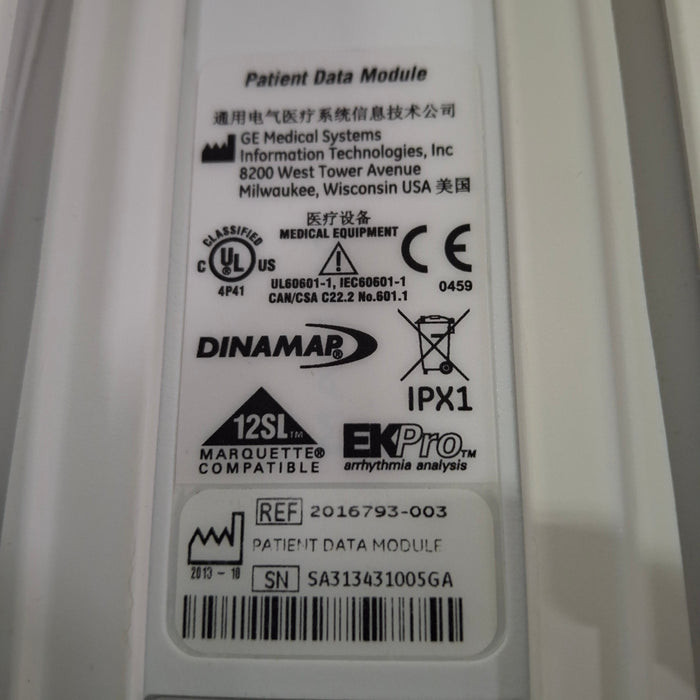 Patient Data Module
通用电气医疗系统信息技术公司
GE Medical Systems
Information Technologies, Inc
8200 West Tower Avenue
Milwaukee, Wisconsin USA 美国
医疗设备
MEDICAL EQUIPMENT
CLASSIFIED
C UL® US
4P41
UL60601-1, IEC60601-1
CAN/CSA C22.2 No.601.1
CE
0459
DINAMAP®
IPX1
12SL™
MARQUETTE®
COMPATIBLE
EKPro™
arrhythmia analysis
REF 2016793-003
PATIENT DATA MODULE
2013-10
SN SA313431005GA